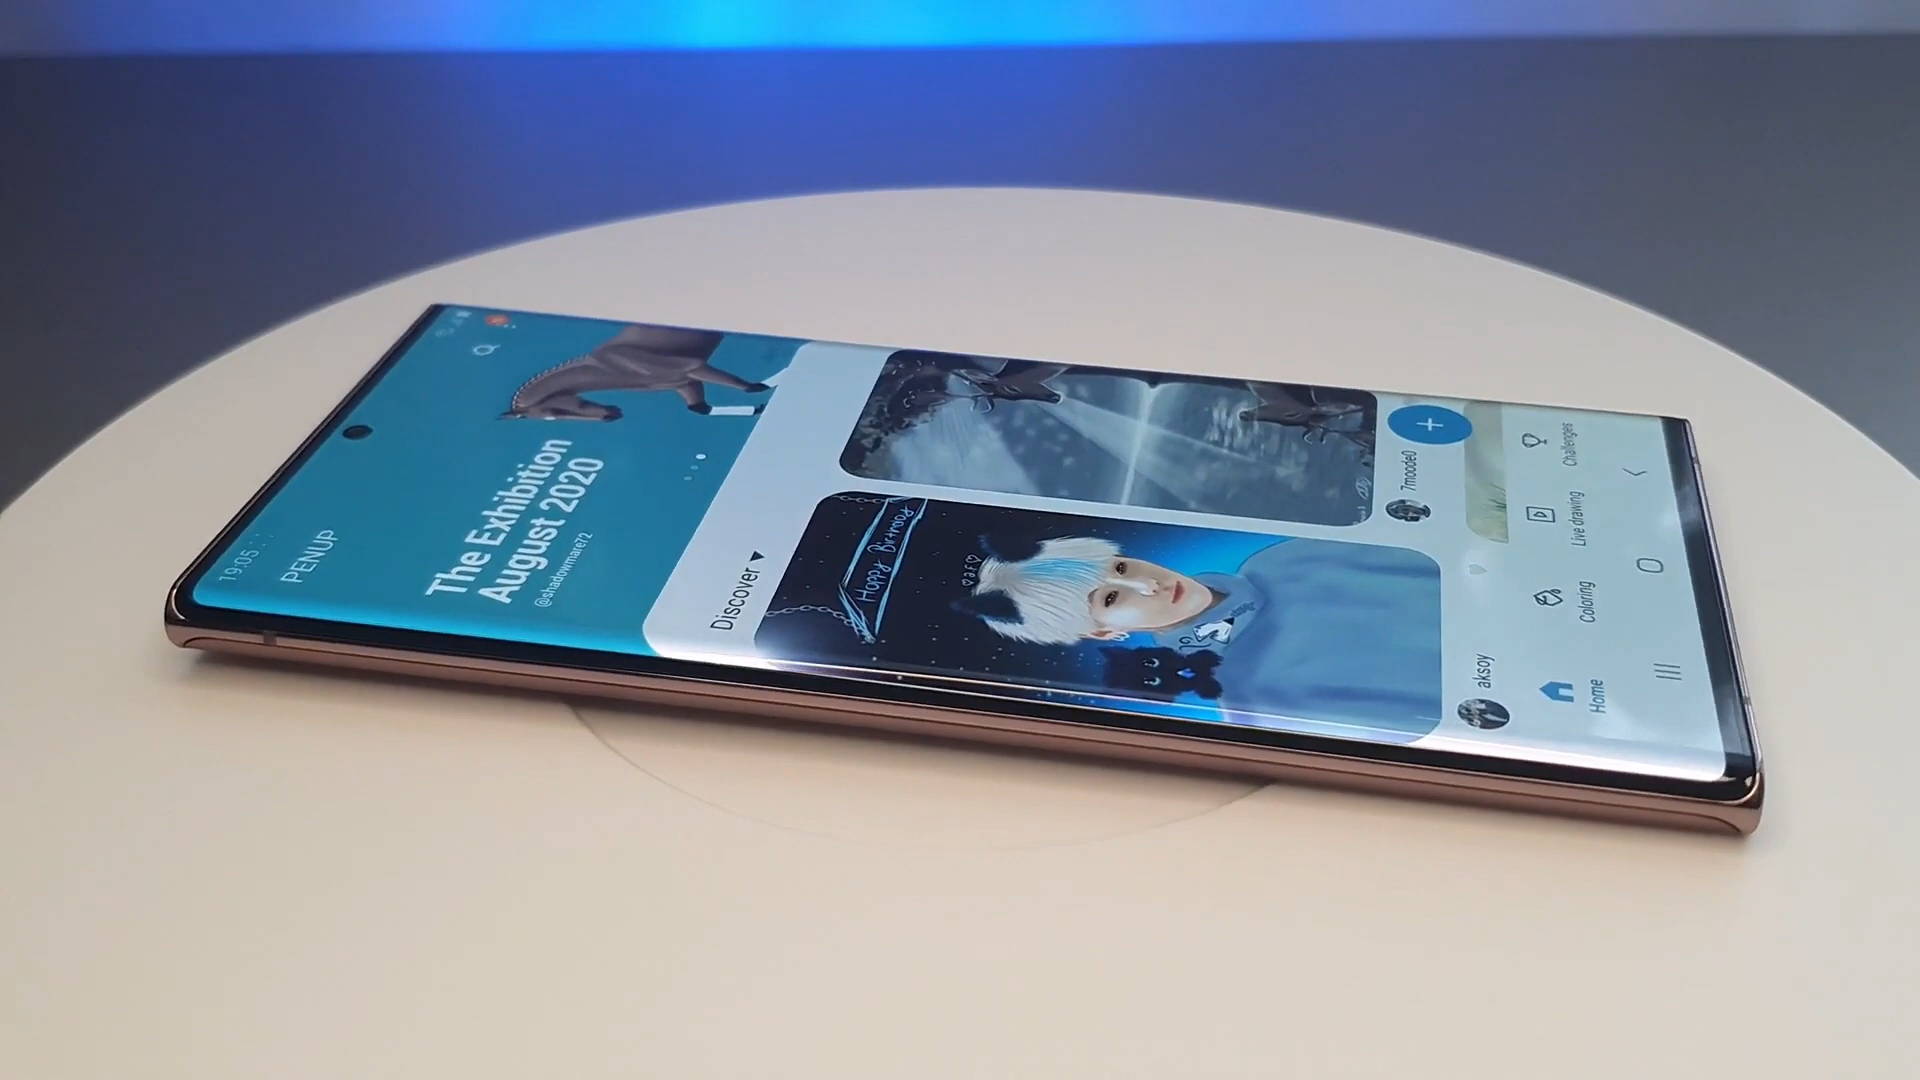 19:05
PENUP
The Exhibition
August 2020
@shadowmare72
Discover
Happy Birthday
aksoy
7moode0
Home
Coloring
Live drawing
Challenges